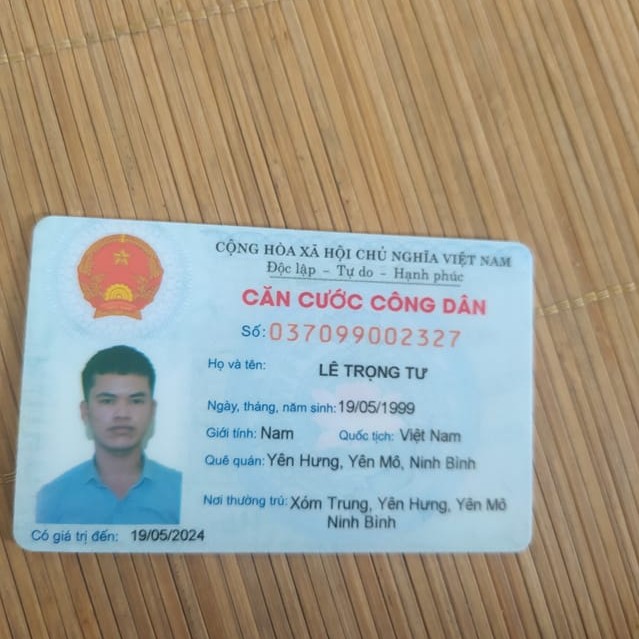 CỘNG HÒA XÃ HỘI CHỦ NGHĨA VIỆT NAM
Độc lập - Tự do - Hạnh phúc
CĂN CƯỚC CÔNG DÂN
Số: 037099002327
Họ và tên: LÊ TRỌNG TƯ
Ngày, tháng, năm sinh: 19/05/1999
Giới tính: Nam Quốc tịch: Việt Nam
Quê quán: Yên Hưng, Yên Mô, Ninh Bình
Nơi thường trú: Xóm Trung, Yên Hưng, Yên Mô
Ninh Bình
Có giá trị đến: 19/05/2024